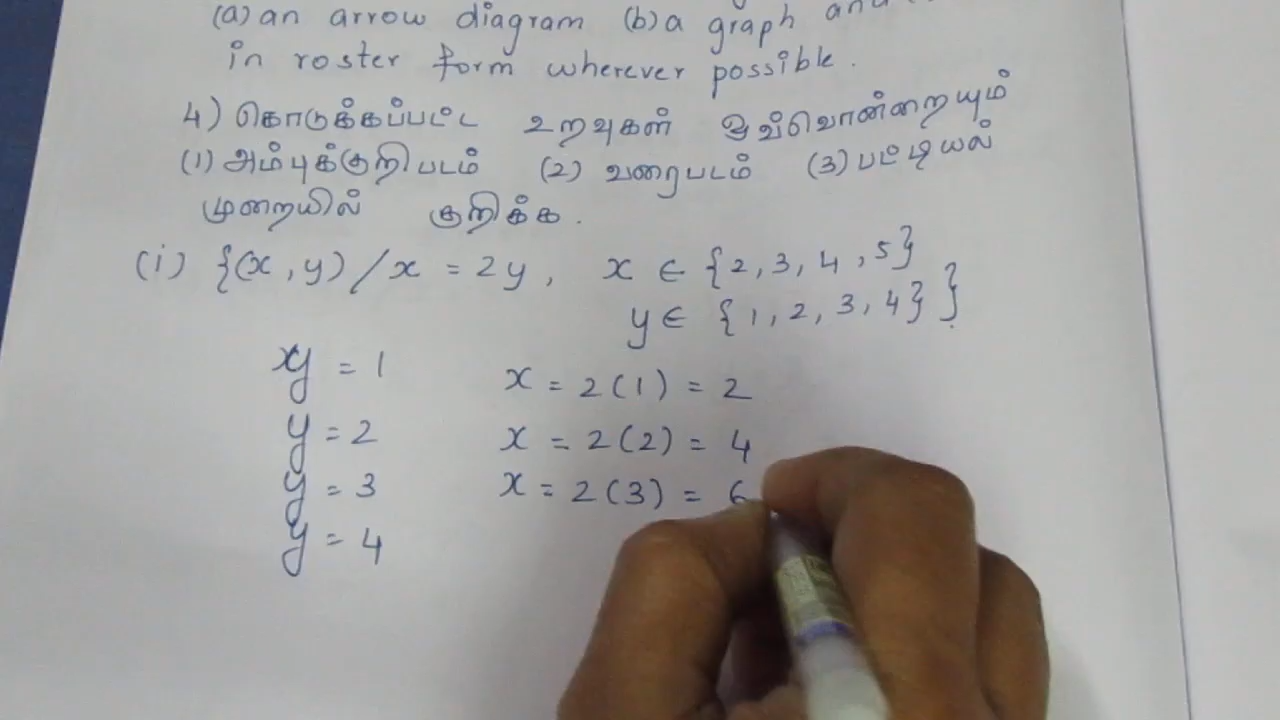 (a) an arrow diagram (b) a graph and
in roster form wherever possible.
4) கொடுக்கப்பட்ட உறவுகள் ஒவ்வொன்றையும்
(1) அம்புக்குறிபடம் (2) வரைபடம் (3) பட்டியல்
முறையில் குறிக்க.
(i) {(x, y) / x = 2y, x ∈ {2, 3, 4, 5}
y ∈ {1, 2, 3, 4} }
y = 1 x = 2(1) = 2
y = 2 x = 2(2) = 4
y = 3 x = 2(3) = 6
y = 4